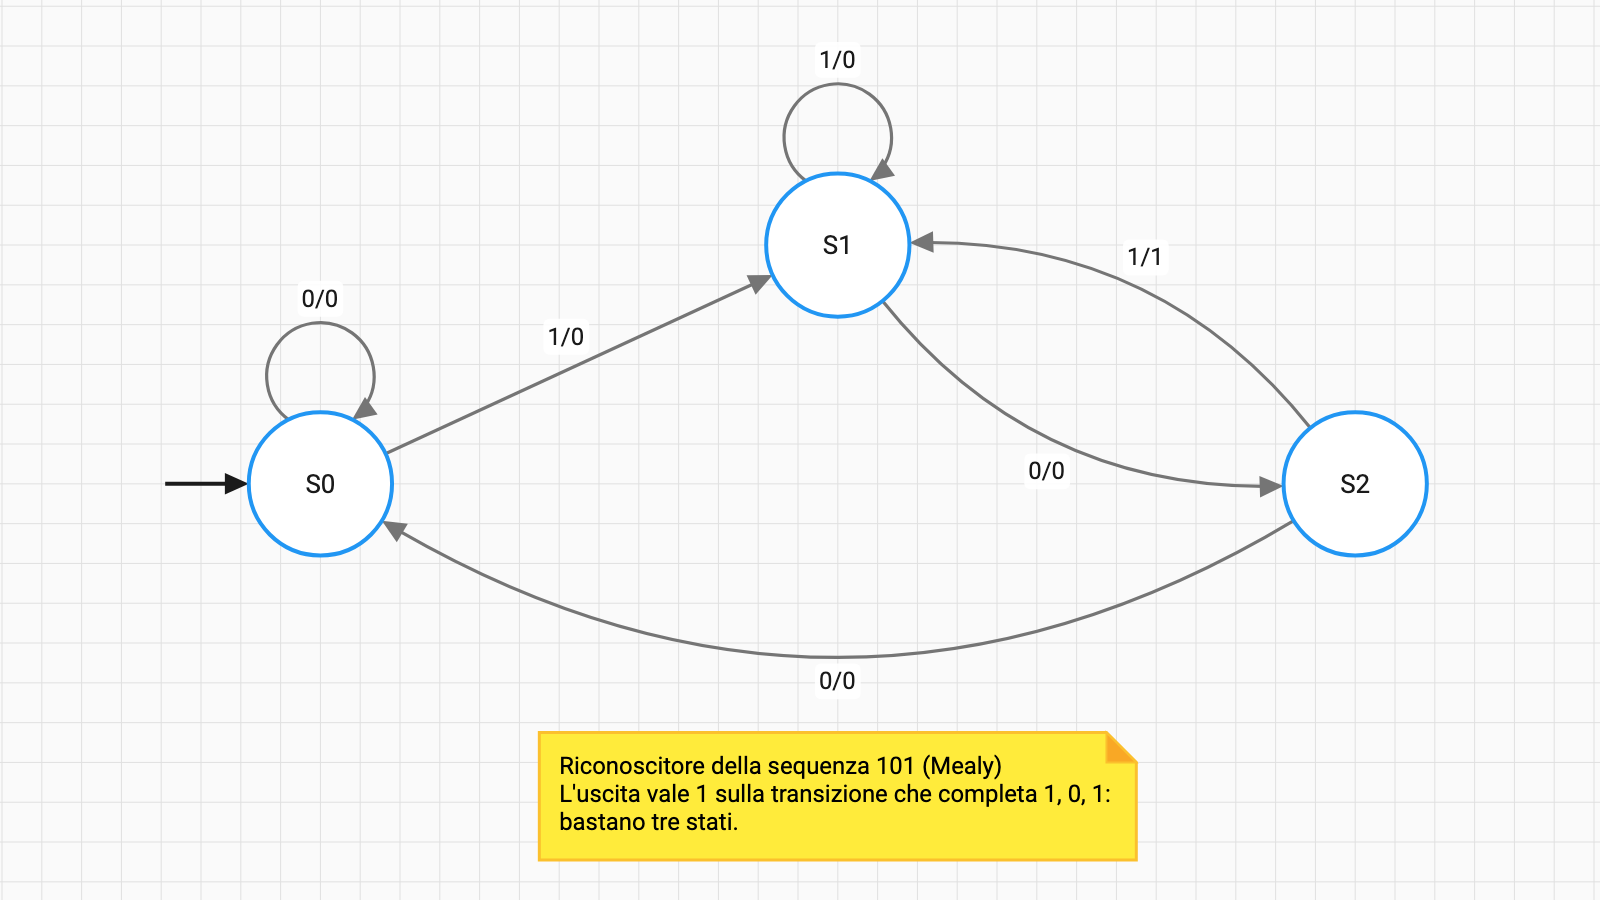 1/0
S1
1/1
0/0
1/0
0/0
S0
S2
0/0
Riconoscitore della sequenza 101 (Mealy)
L'uscita vale 1 sulla transizione che completa 1, 0, 1:
bastano tre stati.